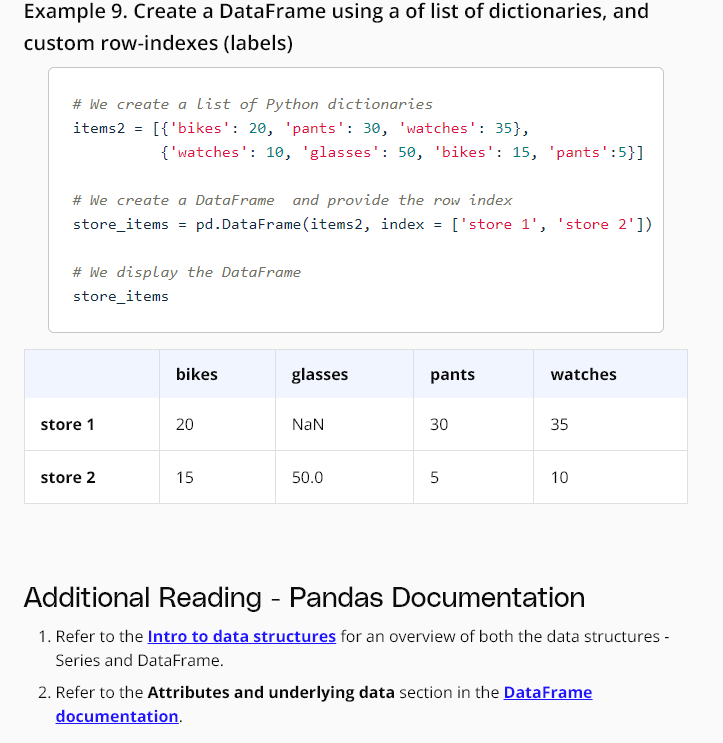 Example 9. Create a DataFrame using a of list of dictionaries, and
custom row-indexes (labels)
# We create a list of Python dictionaries
items2 = [{'bikes': 20, 'pants': 30, 'watches': 35},
          {'watches': 10, 'glasses': 50, 'bikes': 15, 'pants':5}]
# We create a DataFrame  and provide the row index
store_items = pd.DataFrame(items2, index = ['store 1', 'store 2'])
# We display the DataFrame
store_items
bikes glasses pants watches
store 1 20 NaN 30 35
store 2 15 50.0 5 10
Additional Reading - Pandas Documentation
1. Refer to the Intro to data structures for an overview of both the data structures -
Series and DataFrame.
2. Refer to the Attributes and underlying data section in the DataFrame
documentation.